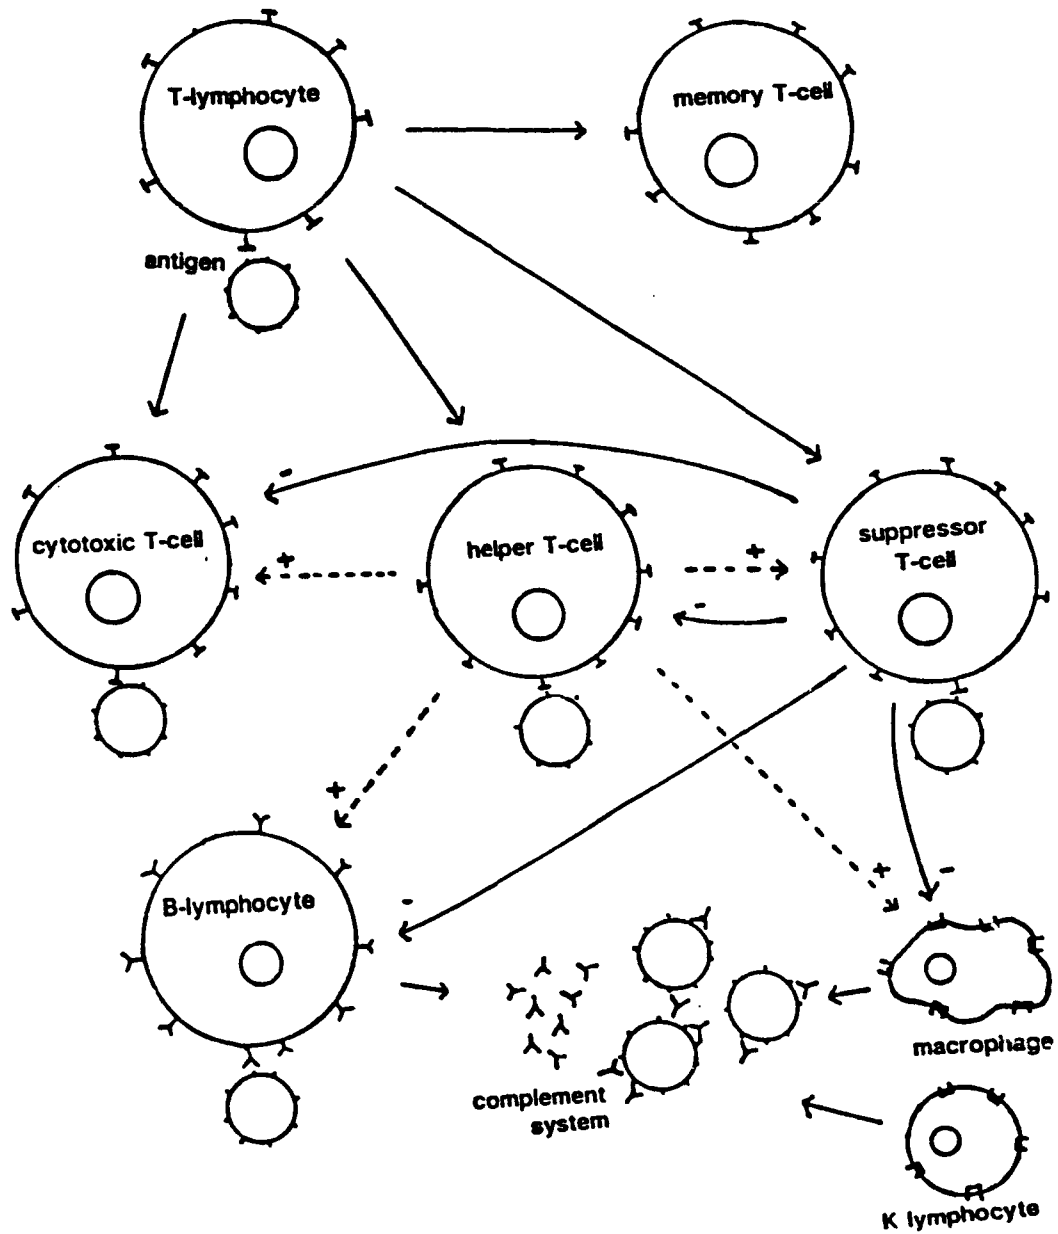 T-lymphocyte
memory T-cell
antigen
-
cytotoxic T-cell
+
helper T-cell
+
-
suppressor
T-cell
+
B-lymphocyte
-
+
-
macrophage
complement
system
K lymphocyte